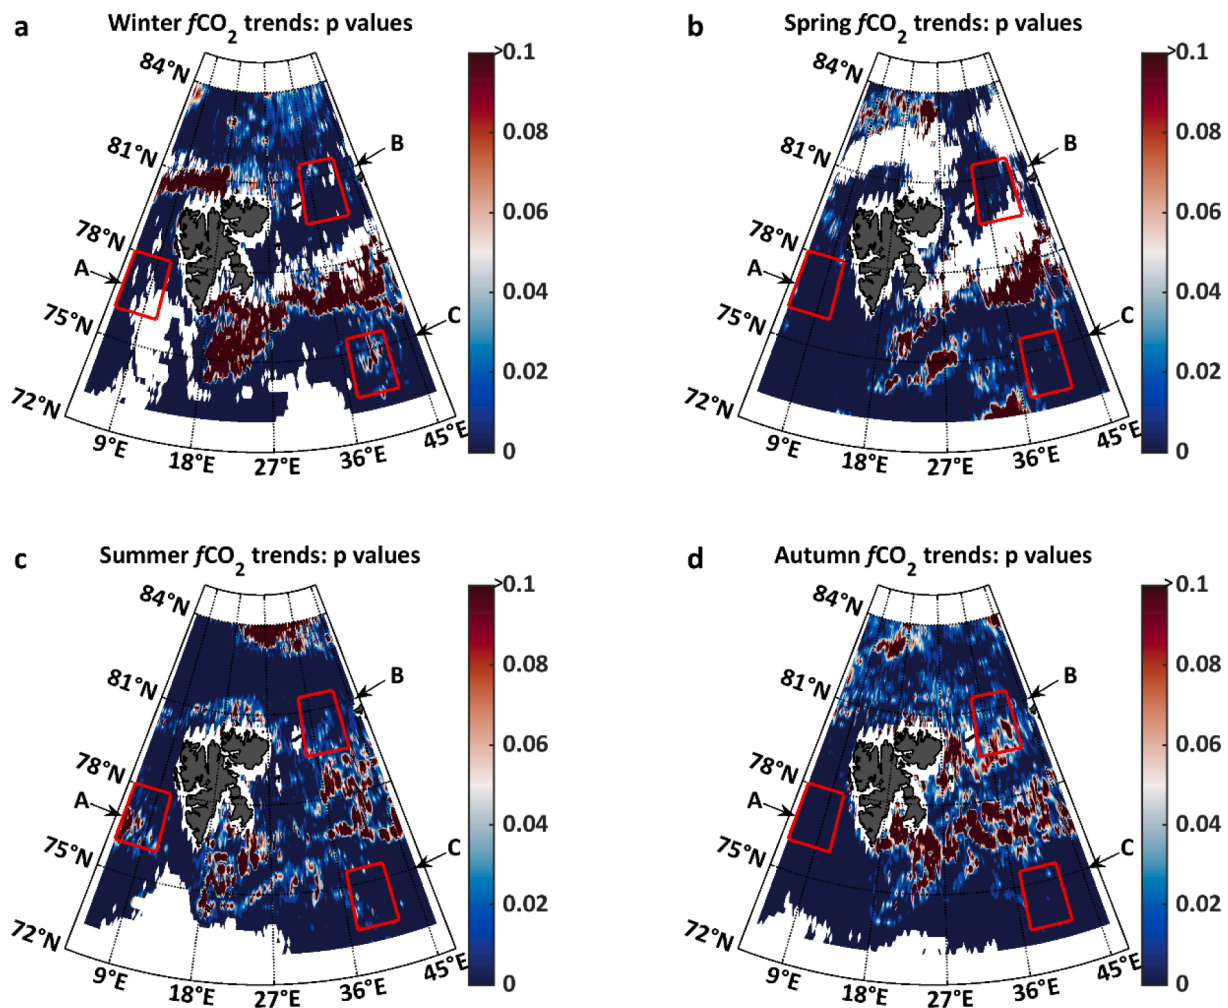 a Winter fCO2 trends: p values
84°N
81°N
78°N
75°N
72°N
9°E
18°E
27°E
36°E
45°E
A
B
C
>0.1
0.08
0.06
0.04
0.02
0
b Spring fCO2 trends: p values
84°N
81°N
78°N
75°N
72°N
9°E
18°E
27°E
36°E
45°E
A
B
C
>0.1
0.08
0.06
0.04
0.02
0
c Summer fCO2 trends: p values
84°N
81°N
78°N
75°N
72°N
9°E
18°E
27°E
36°E
45°E
A
B
C
>0.1
0.08
0.06
0.04
0.02
0
d Autumn fCO2 trends: p values
84°N
81°N
78°N
75°N
72°N
9°E
18°E
27°E
36°E
45°E
A
B
C
>0.1
0.08
0.06
0.04
0.02
0